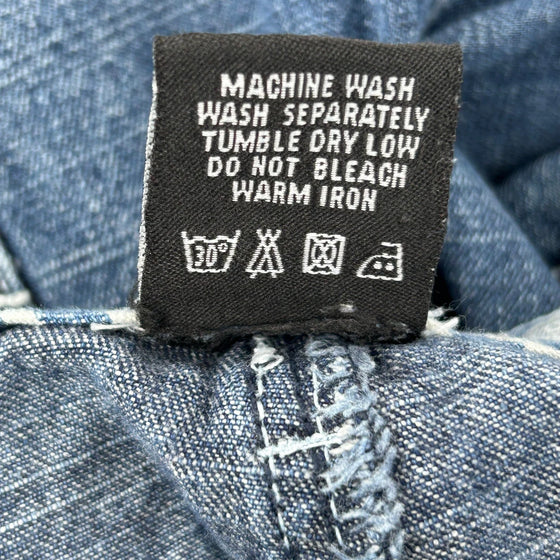 MACHINE WASH
WASH SEPARATELY
TUMBLE DRY LOW
DO NOT BLEACH
WARM IRON
30°